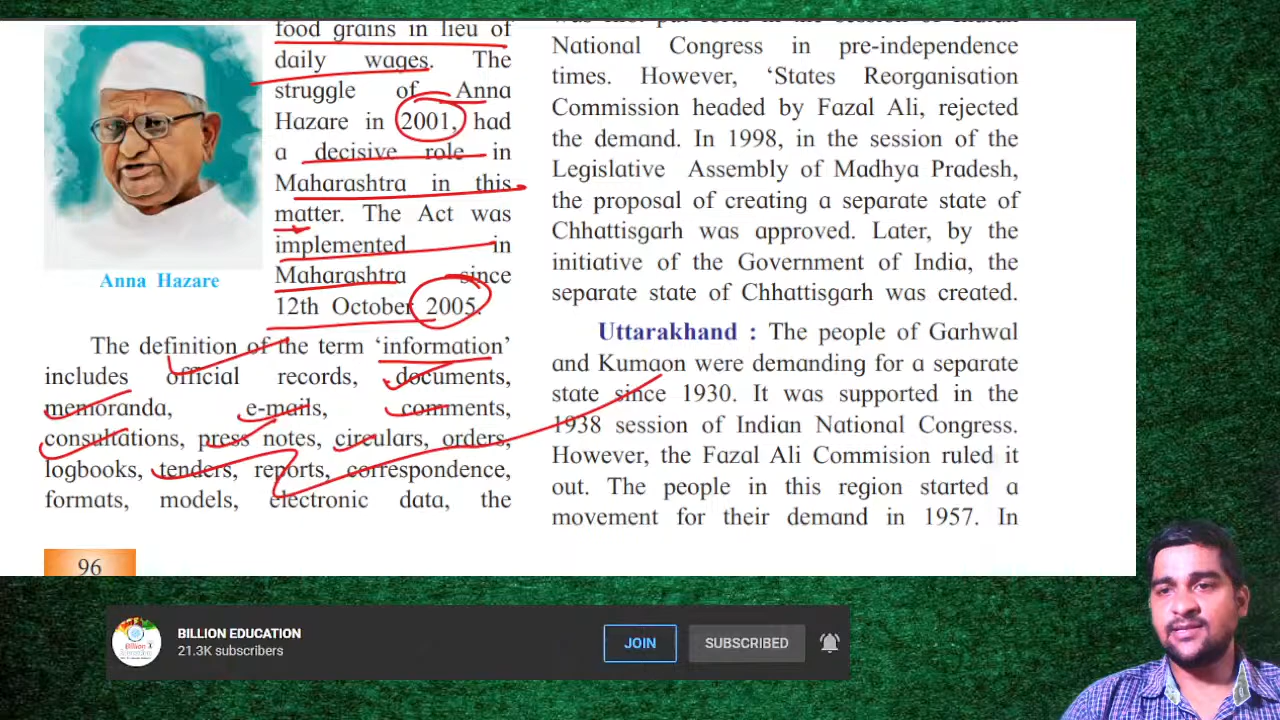 food grains in lieu of
daily wages. The
struggle of Anna
Hazare in 2001, had
a decisive role in
Maharashtra in this
matter. The Act was
implemented in
Maharashtra since
12th October 2005.
Anna Hazare
The definition of the term ‘information’
includes official records, documents,
memoranda, e-mails, comments,
consultations, press notes, circulars, orders,
logbooks, tenders, reports, correspondence,
formats, models, electronic data, the
96
National Congress in pre-independence
times. However, ‘States Reorganisation
Commission headed by Fazal Ali, rejected
the demand. In 1998, in the session of the
Legislative Assembly of Madhya Pradesh,
the proposal of creating a separate state of
Chhattisgarh was approved. Later, by the
initiative of the Government of India, the
separate state of Chhattisgarh was created.
Uttarakhand : The people of Garhwal
and Kumaon were demanding for a separate
state since 1930. It was supported in the
1938 session of Indian National Congress.
However, the Fazal Ali Commision ruled it
out. The people in this region started a
movement for their demand in 1957. In
BILLION EDUCATION
21.3K subscribers
JOIN
SUBSCRIBED